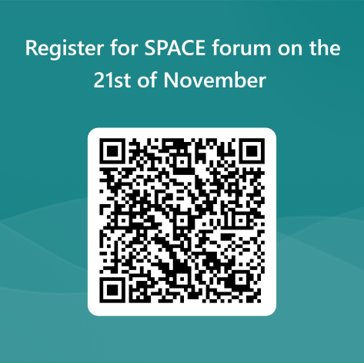 Register for SPACE forum on the
21st of November